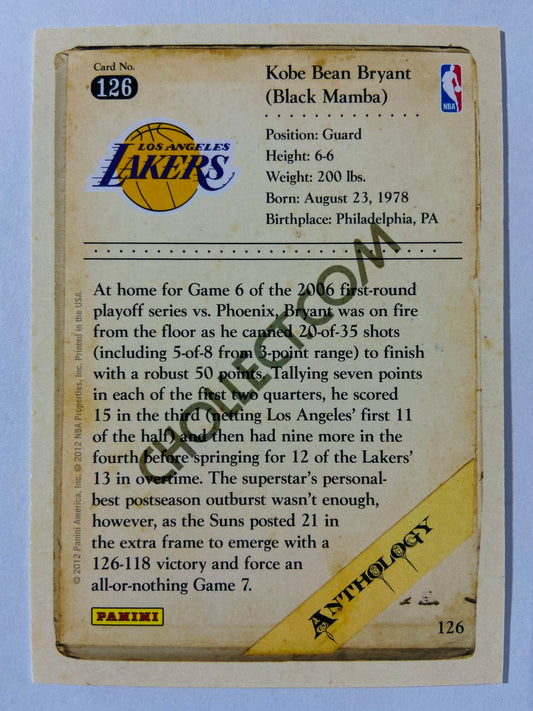 Card No.
126
Kobe Bean Bryant
(Black Mamba)
NBA
LOS ANGELES
LAKERS
Position: Guard
Height: 6-6
Weight: 200 lbs.
Born: August 23, 1978
Birthplace: Philadelphia, PA
At home for Game 6 of the 2006 first-round
playoff series vs. Phoenix, Bryant was on fire
from the floor as he canned 20-of-35 shots
(including 5-of-8 from 3-point range) to finish
with a robust 50 points. Tallying seven points
in each of the first two quarters, he scored
15 in the third (netting Los Angeles' first 11
of the half) and then had nine more in the
fourth before springing for 12 of the Lakers'
13 in overtime. The superstar's personal-
best postseason outburst wasn't enough,
however, as the Suns posted 21 in
the extra frame to emerge with a
126-118 victory and force an
all-or-nothing Game 7.
© 2012 Panini America, Inc. © 2012 NBA Properties, Inc. Printed in the USA.
CHOLLECT.COM
ANTHOLOGY
PANINI
126